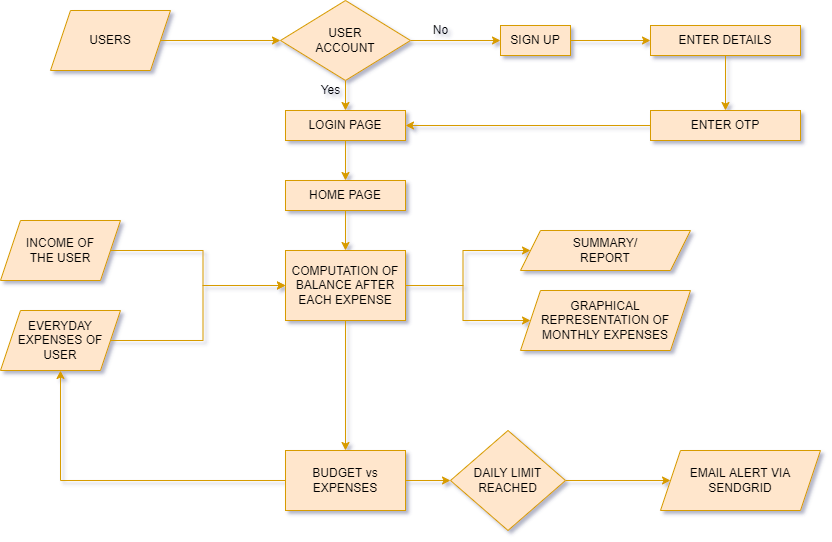 USERS
USER
ACCOUNT
No
SIGN UP
ENTER DETAILS
Yes
LOGIN PAGE
ENTER OTP
HOME PAGE
INCOME OF
THE USER
COMPUTATION OF
BALANCE AFTER
EACH EXPENSE
SUMMARY/
REPORT
EVERYDAY
EXPENSES OF
USER
GRAPHICAL
REPRESENTATION OF
MONTHLY EXPENSES
BUDGET vs
EXPENSES
DAILY LIMIT
REACHED
EMAIL ALERT VIA
SENDGRID